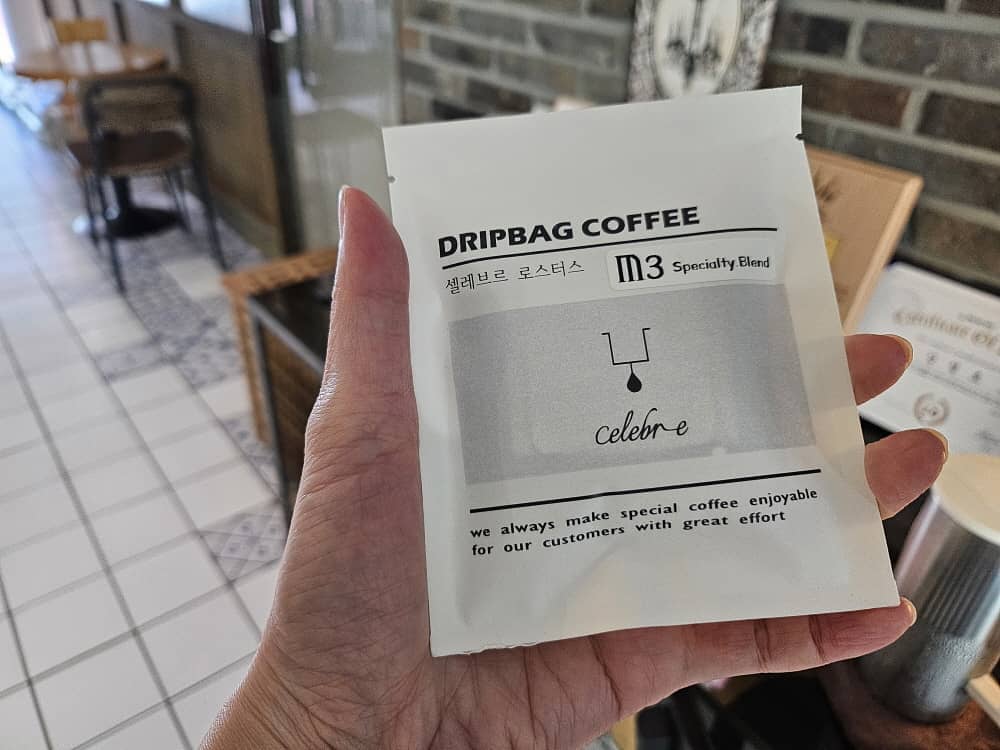 DRIPBAG COFFEE
셀레브르 로스터스
m3 Specialty.Blend
celebre
we always make special coffee enjoyable
for our customers with great effort